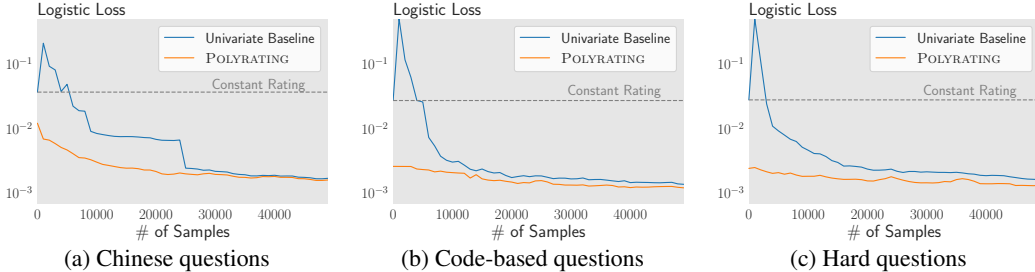 Logistic Loss
Univariate Baseline
POLYRATING
Constant Rating
10⁻¹
10⁻²
10⁻³
0 10000 20000 30000 40000
# of Samples
(a) Chinese questions
Logistic Loss
Univariate Baseline
POLYRATING
Constant Rating
10⁻¹
10⁻²
10⁻³
0 10000 20000 30000 40000
# of Samples
(b) Code-based questions
Logistic Loss
Univariate Baseline
POLYRATING
Constant Rating
10⁻¹
10⁻²
10⁻³
0 10000 20000 30000 40000
# of Samples
(c) Hard questions